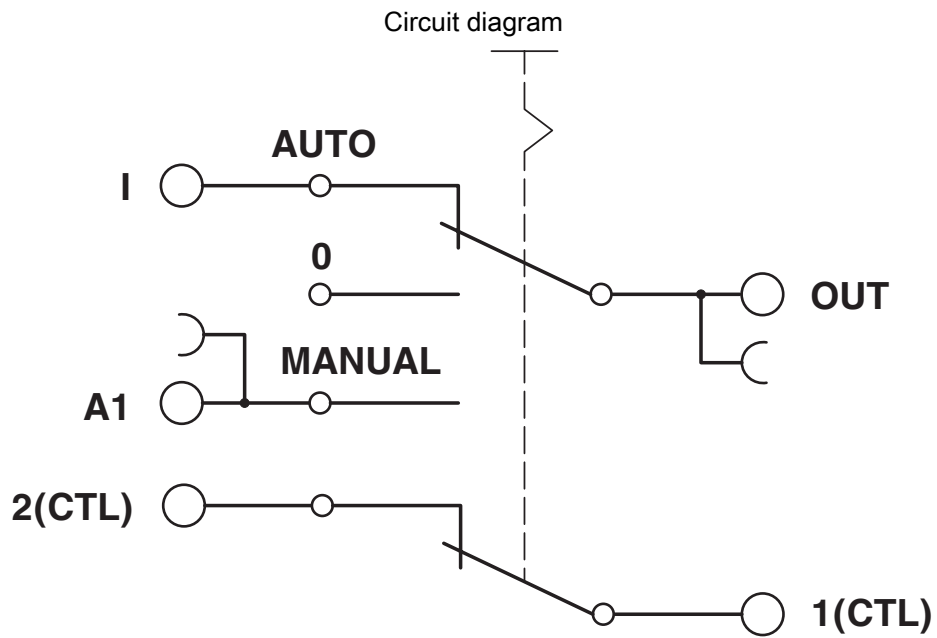 Circuit diagram
AUTO
I
0
OUT
MANUAL
A1
2(CTL)
1(CTL)